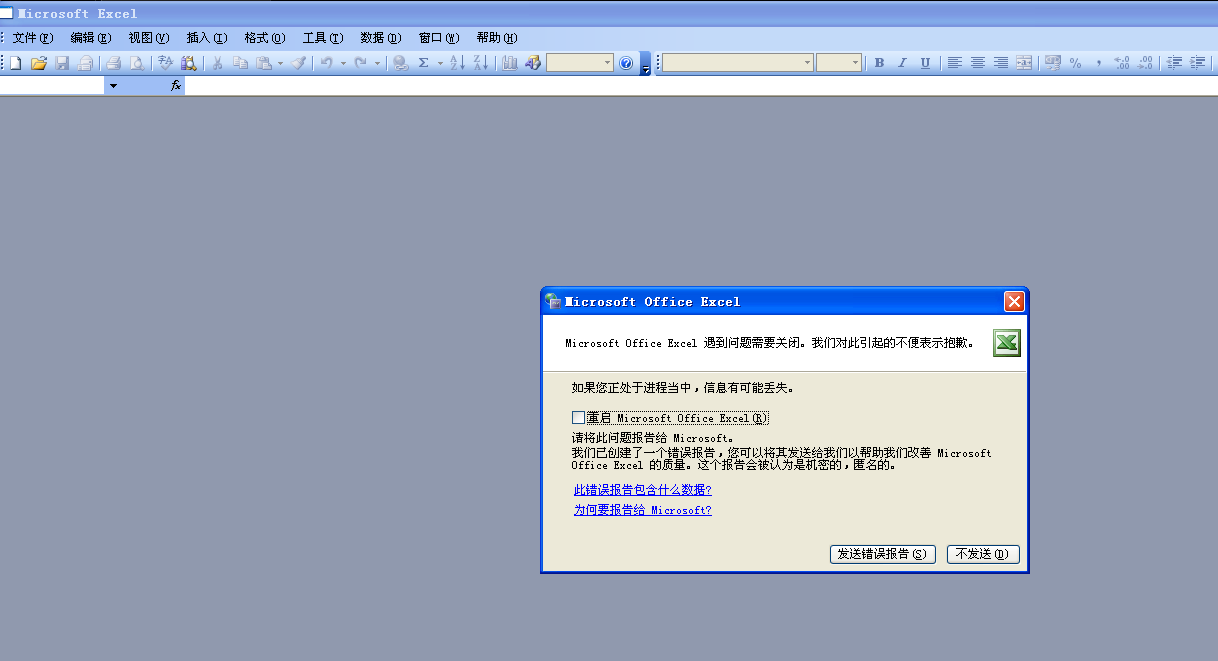 Microsoft Excel
文件(F) 编辑(E) 视图(V) 插入(I) 格式(O) 工具(T) 数据(D) 窗口(W) 帮助(H)
Σ B I U % ,
fx
Microsoft Office Excel
Microsoft Office Excel 遇到问题需要关闭。我们对此引起的不便表示抱歉。
如果您正处于进程当中，信息有可能丢失。
重启 Microsoft Office Excel(R)
请将此问题报告给 Microsoft。
我们已创建了一个错误报告，您可以将其发送给我们以帮助我们改善 Microsoft
Office Excel 的质量。这个报告会被认为是机密的，匿名的。
此错误报告包含什么数据?
为何要报告给 Microsoft?
发送错误报告(S) 不发送(D)